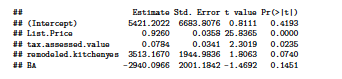 ##                     Estimate Std. Error t value Pr(>|t|)
## (Intercept)        5421.2022  6683.8076  0.8111   0.4193
## List.Price            0.9260     0.0358 25.8365   0.0000
## tax.assessed.value    0.0784     0.0341  2.3019   0.0235
## remodeled.kitchenyes 3513.1670  1944.9836  1.8063   0.0740
## BA                 -2940.0966  2001.1842 -1.4692   0.1451